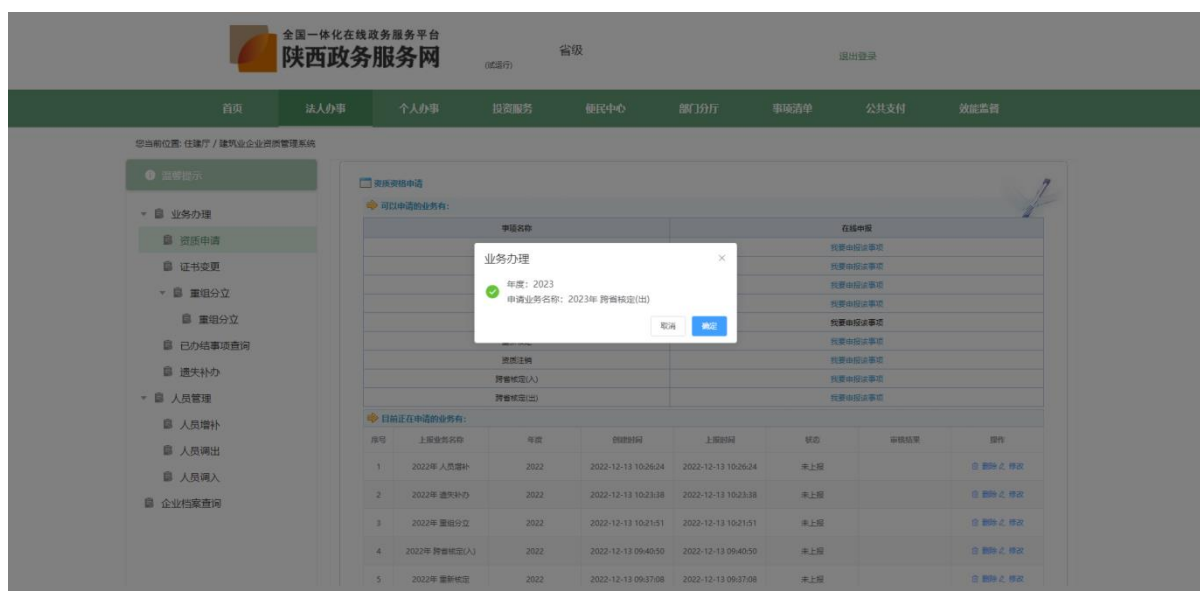 全国一体化在线政务服务平台
陕西政务服务网
(试运行)
省级
退出登录
首页 法人办事 个人办事 投资服务 便民中心 部门分厅 事项清单 公共支付 效能监督
您当前位置: 住建厅 / 建筑业企业资质管理系统
温馨提示
业务办理
资质申请
证书变更
重组分立
重组分立
已办结事项查询
遗失补办
人员管理
人员增补
人员调出
人员调入
企业档案查询
资质资格申请
可以申请的业务有:
事项名称 在线申报
我要申报该事项
我要申报该事项
我要申报该事项
我要申报该事项
我要申报该事项
我要申报该事项
资质注销 我要申报该事项
跨省核定(入) 我要申报该事项
跨省核定(出) 我要申报该事项
业务办理
年度: 2023
申请业务名称: 2023年 跨省核定(出)
取消 确定
目前正在申请的业务有:
序号 上报业务名称 年度 创建时间 上报时间 状态 审核结果 操作
1 2022年 人员增补 2022 2022-12-13 10:26:24 2022-12-13 10:26:24 未上报 删除 修改
2 2022年 遗失补办 2022 2022-12-13 10:23:38 2022-12-13 10:23:38 未上报 删除 修改
3 2022年 重组分立 2022 2022-12-13 10:21:51 2022-12-13 10:21:51 未上报 删除 修改
4 2022年 跨省核定(入) 2022 2022-12-13 09:40:50 2022-12-13 09:40:50 未上报 删除 修改
5 2022年 重新核定 2022 2022-12-13 09:37:08 2022-12-13 09:37:08 未上报 删除 修改